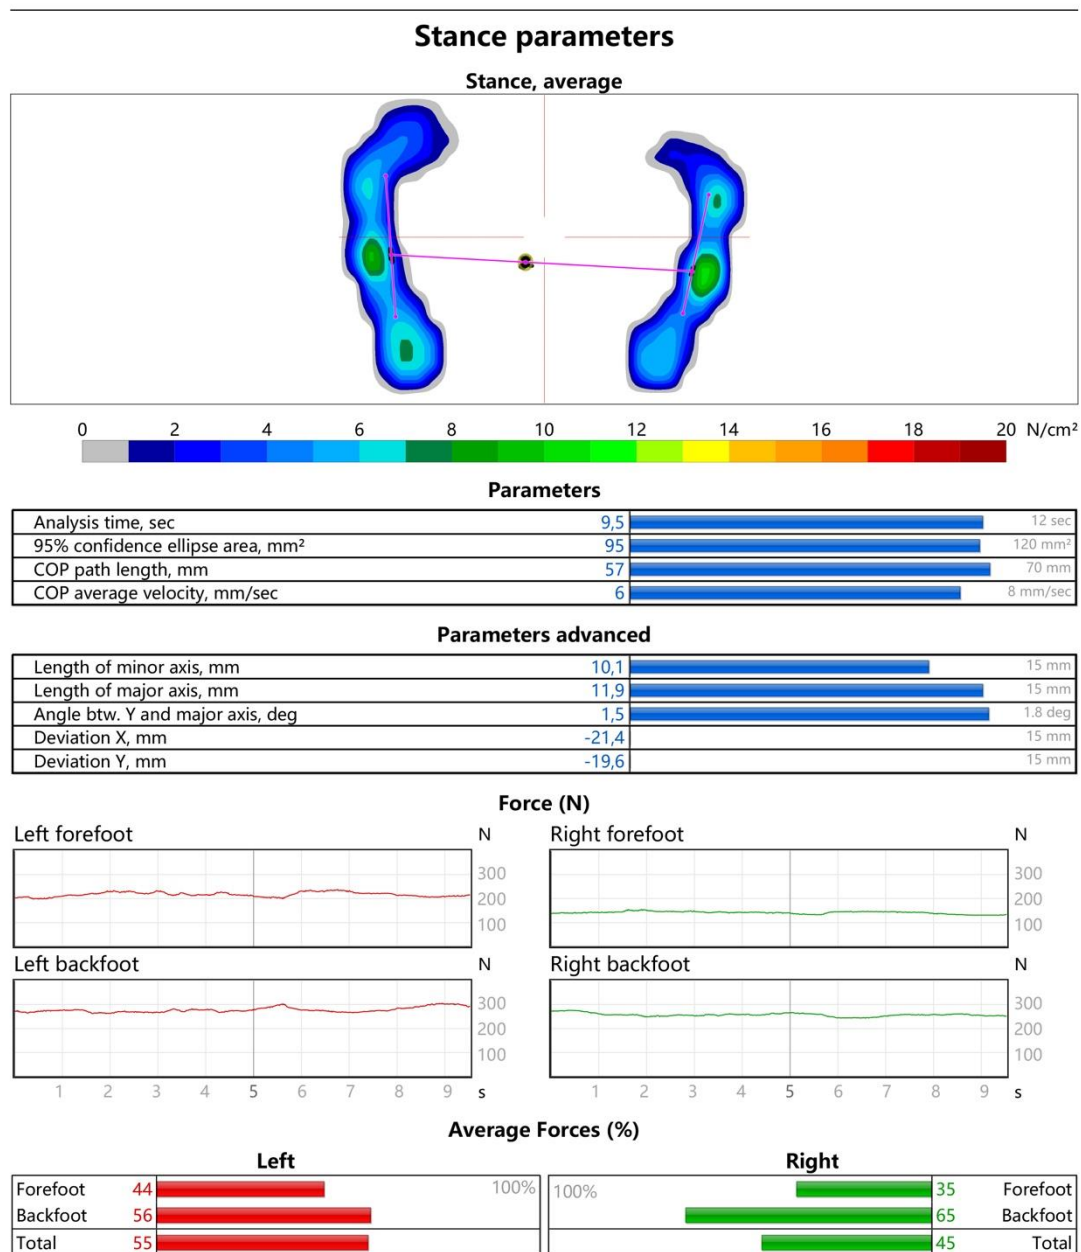 Stance parameters
Stance, average
0 2 4 6 8 10 12 14 16 18 20 N/cm²
Parameters
Analysis time, sec 9,5 12 sec
95% confidence ellipse area, mm² 95 120 mm²
COP path length, mm 57 70 mm
COP average velocity, mm/sec 6 8 mm/sec
Parameters advanced
Length of minor axis, mm 10,1 15 mm
Length of major axis, mm 11,9 15 mm
Angle btw. Y and major axis, deg 1,5 1.8 deg
Deviation X, mm -21,4 15 mm
Deviation Y, mm -19,6 15 mm
Force (N)
Left forefoot N Right forefoot N
300 300
200 200
100 100
Left backfoot N Right backfoot N
300 300
200 200
100 100
1 2 3 4 5 6 7 8 9 s 1 2 3 4 5 6 7 8 9 s
Average Forces (%)
Left Right
Forefoot 44 100% 100% 35 Forefoot
Backfoot 56 65 Backfoot
Total 55 45 Total